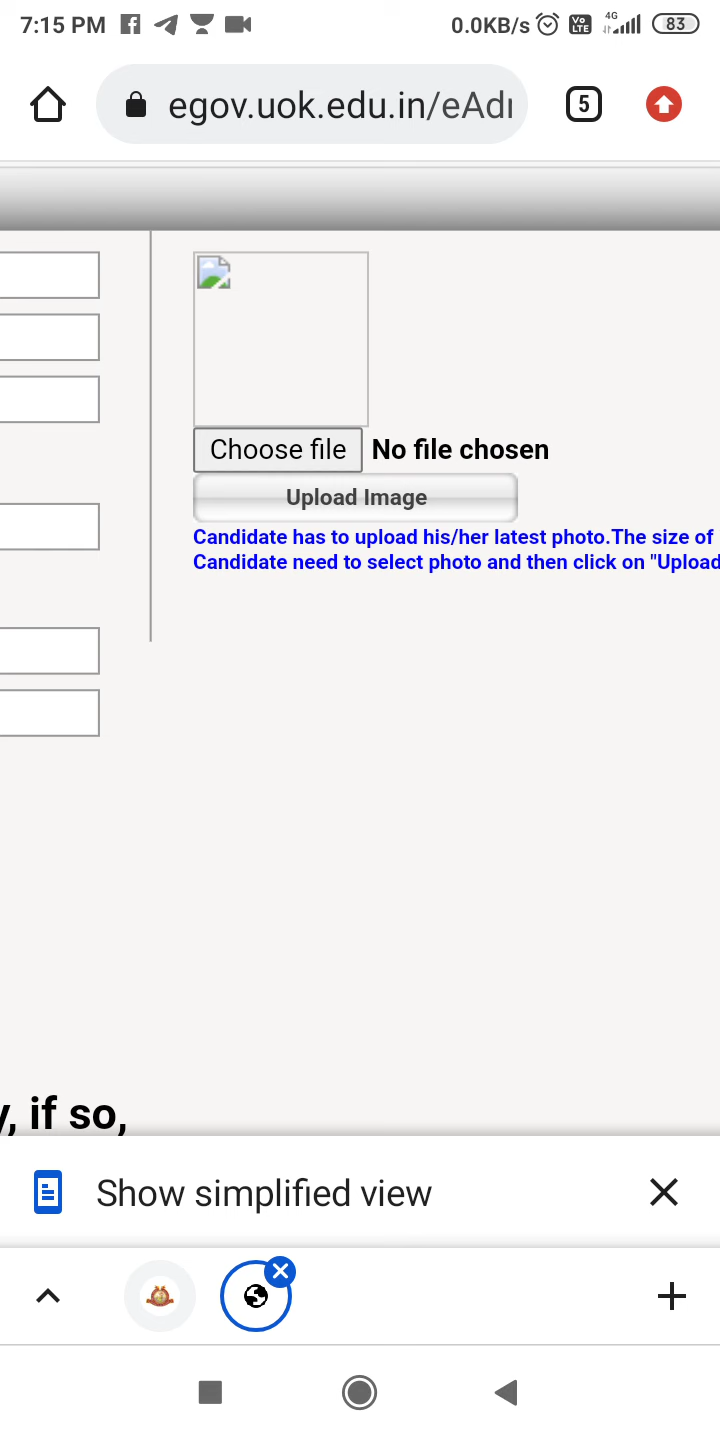 7:15 PM
0.0KB/s
Vo LTE
4G
83
egov.uok.edu.in/eAdı
5
Choose file
No file chosen
Upload Image
Candidate has to upload his/her latest photo.The size of
Candidate need to select photo and then click on "Upload
y, if so,
Show simplified view